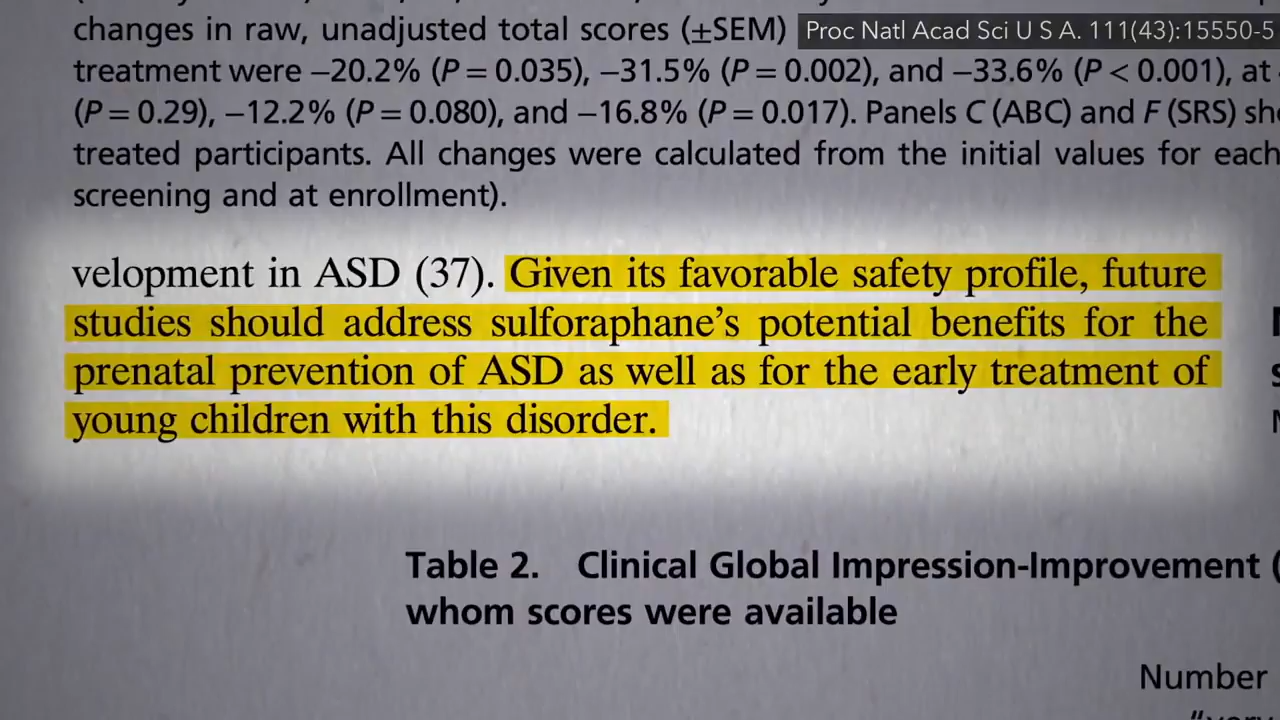 changes in raw, unadjusted total scores (±SEM)
Proc Natl Acad Sci U S A. 111(43):15550-5
treatment were −20.2% (P = 0.035), −31.5% (P = 0.002), and −33.6% (P < 0.001), at
(P = 0.29), −12.2% (P = 0.080), and −16.8% (P = 0.017). Panels C (ABC) and F (SRS)
treated participants. All changes were calculated from the initial values for each
screening and at enrollment).
velopment in ASD (37). Given its favorable safety profile, future
studies should address sulforaphane's potential benefits for the
prenatal prevention of ASD as well as for the early treatment of
young children with this disorder.
Table 2. Clinical Global Impression-Improvement (
whom scores were available
Number